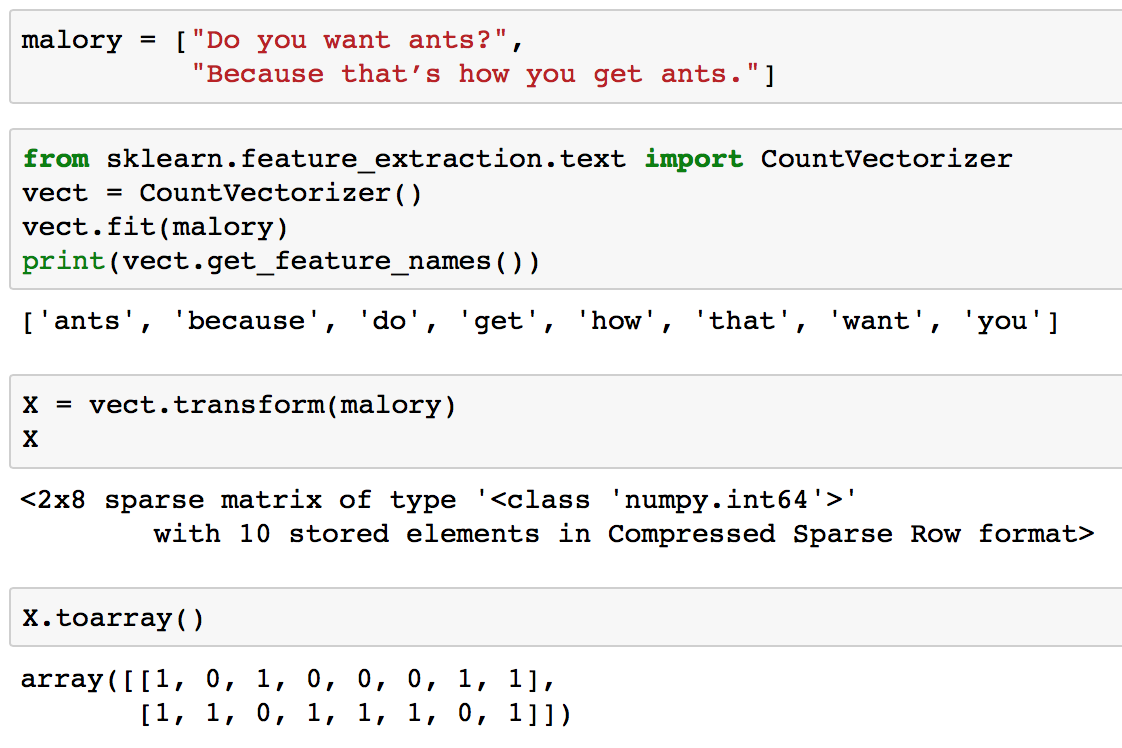 malory = ["Do you want ants?",
"Because that’s how you get ants."]
from sklearn.feature_extraction.text import CountVectorizer
vect = CountVectorizer()
vect.fit(malory)
print(vect.get_feature_names())
['ants', 'because', 'do', 'get', 'how', 'that', 'want', 'you']
X = vect.transform(malory)
X
<2x8 sparse matrix of type '<class 'numpy.int64'>'
with 10 stored elements in Compressed Sparse Row format>
X.toarray()
array([[1, 0, 1, 0, 0, 0, 1, 1],
[1, 1, 0, 1, 1, 1, 0, 1]])